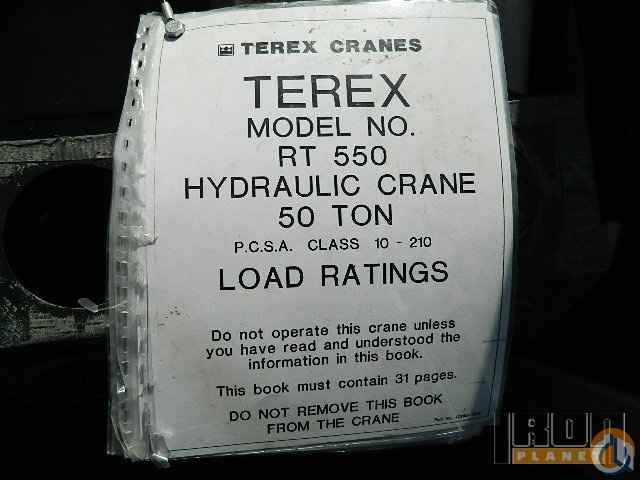 TEREX CRANES
TEREX
MODEL NO.
RT 550
HYDRAULIC CRANE
50 TON
P.C.S.A. CLASS 10 - 210
LOAD RATINGS
Do not operate this crane unless
you have read and understood the
information in this book.
This book must contain 31 pages.
DO NOT REMOVE THIS BOOK
FROM THE CRANE
IRON
PLANET